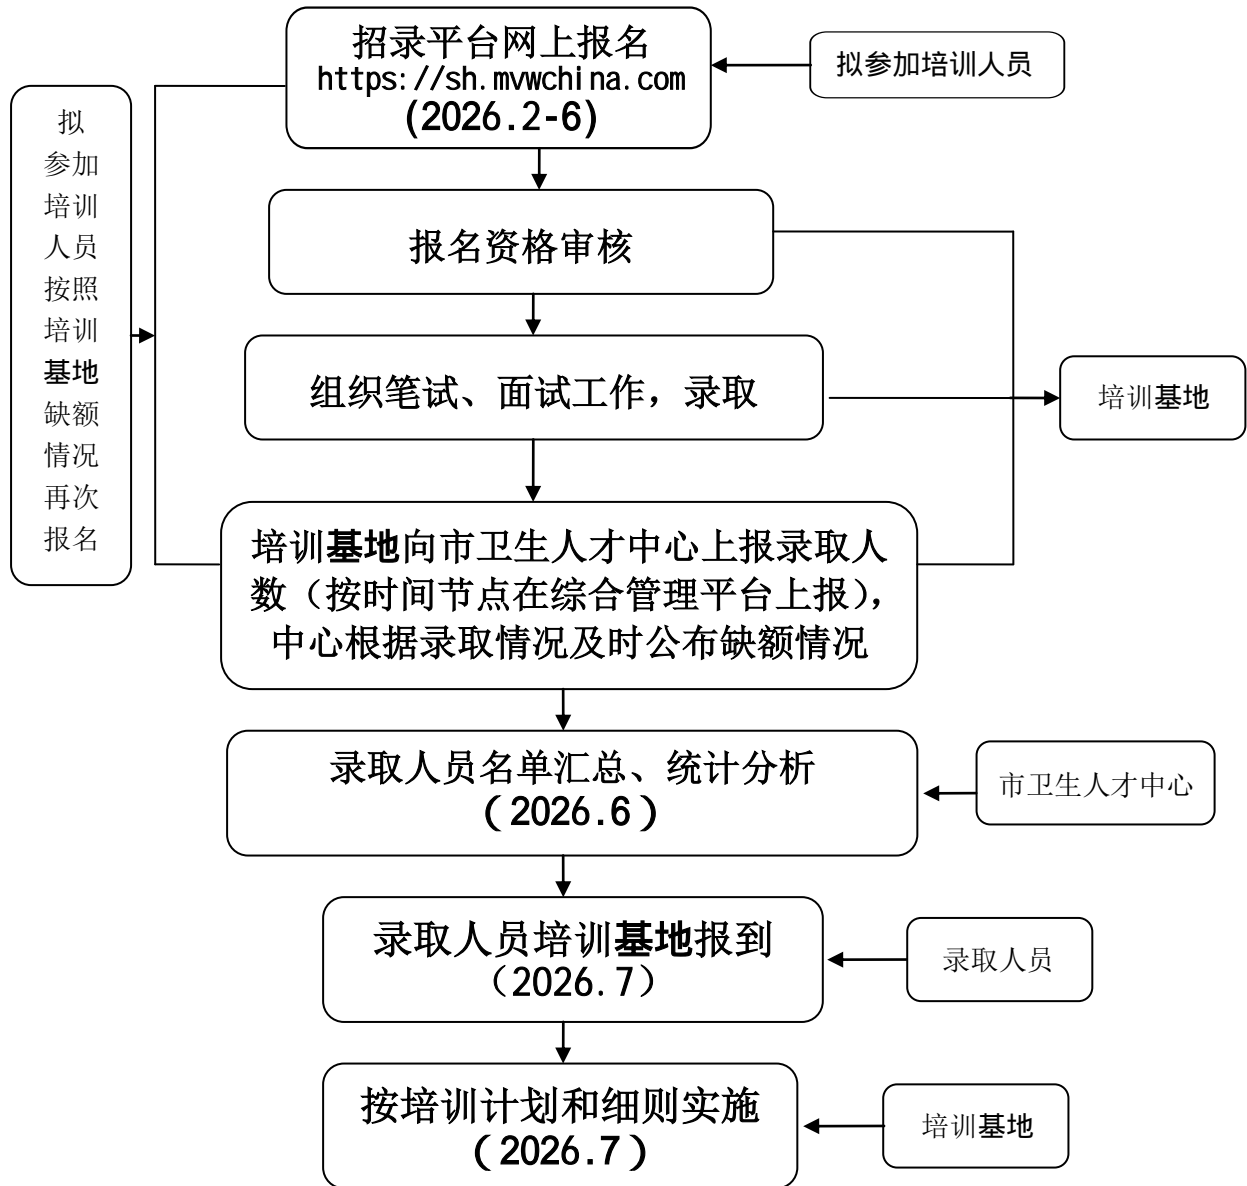 招录平台网上报名
https://sh.mvwchina.com
(2026.2-6)
拟参加培训人员
拟
参加
培训
人员
按照
培训
基地
缺额
情况
再次
报名
报名资格审核
组织笔试、面试工作，录取
培训基地
培训基地向市卫生人才中心上报录取人
数（按时间节点在综合管理平台上报），
中心根据录取情况及时公布缺额情况
录取人员名单汇总、统计分析
（2026.6）
市卫生人才中心
录取人员培训基地报到
（2026.7）
录取人员
按培训计划和细则实施
（2026.7）
培训基地